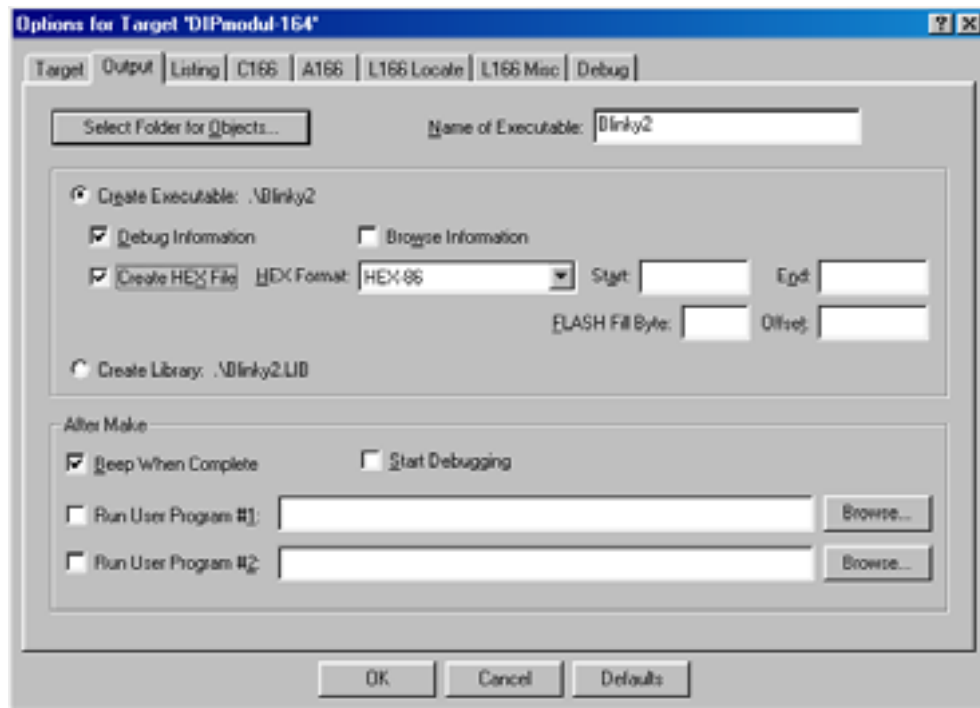 Options for Target 'DIPmodul-164'
Target Output Listing C166 A166 L166 Locate L166 Misc Debug
Select Folder for Objects... Name of Executable: Blinky2
Create Executable: .\Blinky2
Debug Information Browse Information
Create HEX File HEX Format: HEX-86 Start: End:
FLASH Fill Byte: Offset:
Create Library: .\Blinky2.LIB
After Make
Beep When Complete Start Debugging
Run User Program #1: Browse...
Run User Program #2: Browse...
OK Cancel Defaults